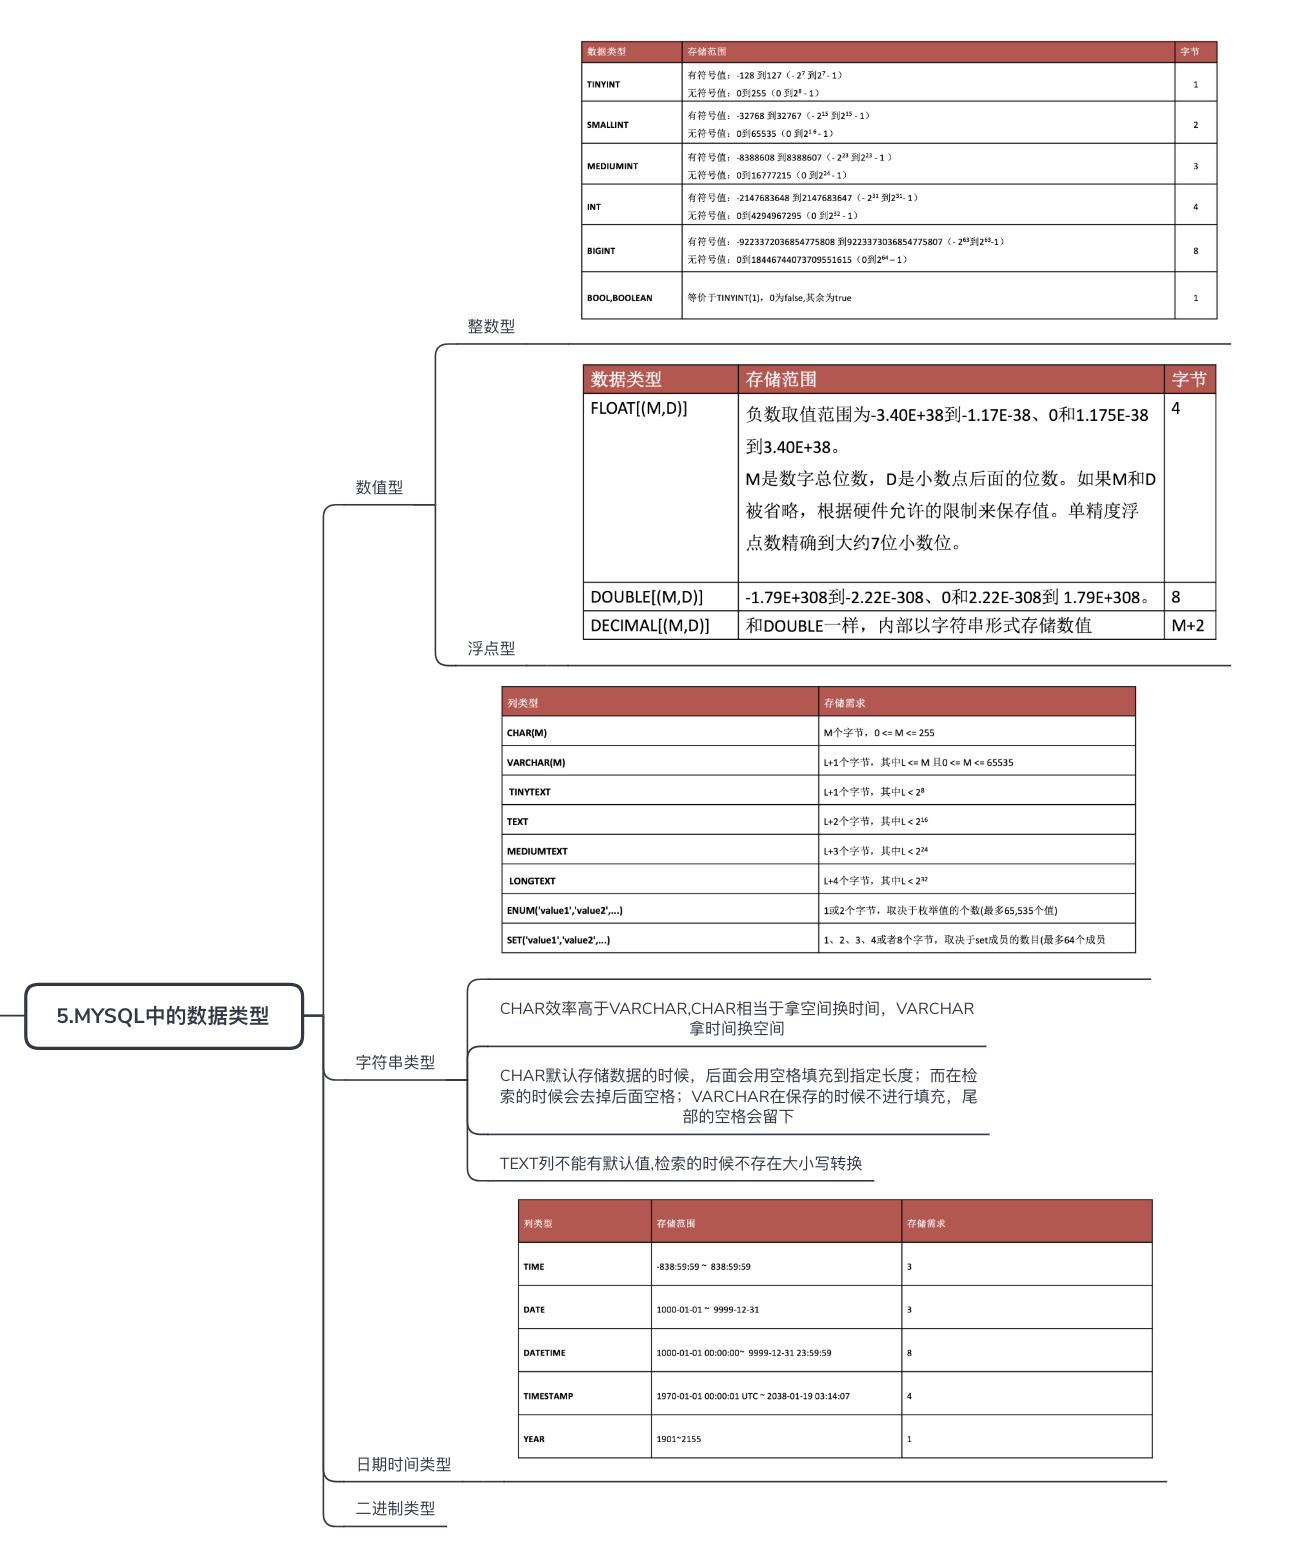 数据类型 存储范围 字节
TINYINT 有符号值：-128 到127（- 2⁷ 到2⁷- 1） 1
无符号值：0到255（0 到2⁸ - 1）
SMALLINT 有符号值：-32768 到32767（- 2¹⁵ 到2¹⁵ - 1） 2
无符号值：0到65535（0 到2¹⁶ - 1）
MEDIUMINT 有符号值：-8388608 到8388607（- 2²³ 到2²³ - 1 ） 3
无符号值：0到16777215（0 到2²⁴ - 1）
INT 有符号值：-2147683648 到2147683647（- 2³¹ 到2³¹- 1） 4
无符号值：0到4294967295（0 到2³² - 1）
BIGINT 有符号值：-9223372036854775808 到9223373036854775807（- 2⁶³到2⁶³-1） 8
无符号值：0到18446744073709551615（0到2⁶⁴ – 1）
BOOL,BOOLEAN 等价于TINYINT(1)，0为false,其余为true 1
整数型
数据类型 存储范围 字节
FLOAT[(M,D)] 负数取值范围为-3.40E+38到-1.17E-38、0和1.175E-38 4
到3.40E+38。
M是数字总位数，D是小数点后面的位数。如果M和D
被省略，根据硬件允许的限制来保存值。单精度浮
点数精确到大约7位小数位。
DOUBLE[(M,D)] -1.79E+308到-2.22E-308、0和2.22E-308到 1.79E+308。 8
DECIMAL[(M,D)] 和DOUBLE一样，内部以字符串形式存储数值 M+2
浮点型
数值型
列类型 存储需求
CHAR(M) M个字节，0 <= M <= 255
VARCHAR(M) L+1个字节，其中L <= M 且0 <= M <= 65535
TINYTEXT L+1个字节，其中L < 2⁸
TEXT L+2个字节，其中L < 2¹⁶
MEDIUMTEXT L+3个字节，其中L < 2²⁴
LONGTEXT L+4个字节，其中L < 2³²
ENUM('value1','value2',...) 1或2个字节，取决于枚举值的个数(最多65,535个值)
SET('value1','value2',...) 1、2、3、4或者8个字节，取决于set成员的数目(最多64个成员
5.MYSQL中的数据类型
CHAR效率高于VARCHAR,CHAR相当于拿空间换时间，VARCHAR
拿时间换空间
字符串类型
CHAR默认存储数据的时候，后面会用空格填充到指定长度；而在检
索的时候会去掉后面空格；VARCHAR在保存的时候不进行填充，尾
部的空格会留下
TEXT列不能有默认值,检索的时候不存在大小写转换
列类型 存储范围 存储需求
TIME -838:59:59 ~ 838:59:59 3
DATE 1000-01-01 ~ 9999-12-31 3
DATETIME 1000-01-01 00:00:00~ 9999-12-31 23:59:59 8
TIMESTAMP 1970-01-01 00:00:01 UTC ~ 2038-01-19 03:14:07 4
YEAR 1901~2155 1
日期时间类型
二进制类型